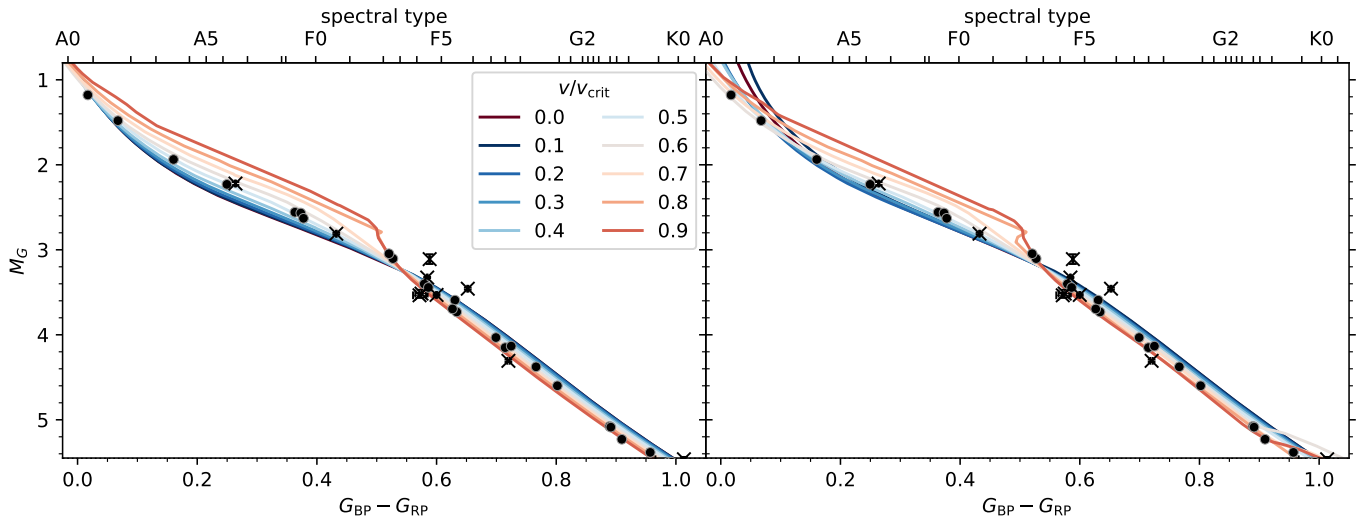 spectral type
spectral type
A0 A5 F0 F5 G2 K0
A0 A5 F0 F5 G2 K0
v/v_crit
0.0 0.5
0.1 0.6
0.2 0.7
0.3 0.8
0.4 0.9
1
2
3
4
5
M_G
0.0 0.2 0.4 0.6 0.8 1.0
0.0 0.2 0.4 0.6 0.8 1.0
G_BP − G_RP
G_BP − G_RP